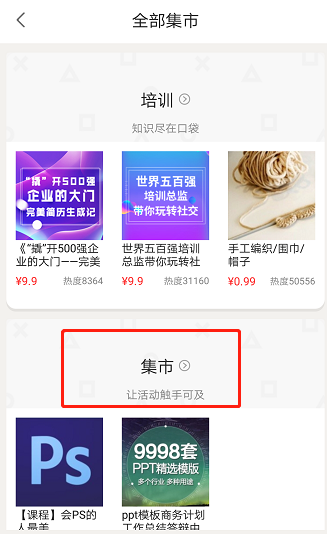 全部集市
培训
知识尽在口袋
“撬”开500强
企业的大门
完美简历生成记
世界五百强
培训总监
带你玩转社交
《“撬”开500强企
业的大门——完美
世界五百强培训
总监带你玩转社
手工编织/围巾/
帽子
¥9.9 热度8364
¥9.9 热度31160
¥0.99 热度50556
集市
让活动触手可及
Ps
9998套
PPT精选模版
多个行业 多种用途
【课程】会PS的
人最美
ppt模板商务计划
工作总结答辩中